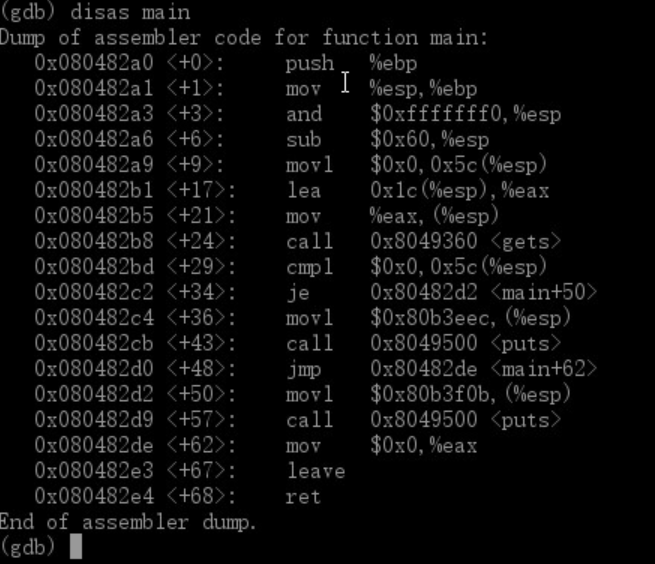 (gdb) disas main
Dump of assembler code for function main:
   0x080482a0 <+0>:     push   %ebp
   0x080482a1 <+1>:     mov    %esp,%ebp
   0x080482a3 <+3>:     and    $0xfffffff0,%esp
   0x080482a6 <+6>:     sub    $0x60,%esp
   0x080482a9 <+9>:     movl   $0x0,0x5c(%esp)
   0x080482b1 <+17>:    lea    0x1c(%esp),%eax
   0x080482b5 <+21>:    mov    %eax,(%esp)
   0x080482b8 <+24>:    call   0x8049360 <gets>
   0x080482bd <+29>:    cmpl   $0x0,0x5c(%esp)
   0x080482c2 <+34>:    je     0x80482d2 <main+50>
   0x080482c4 <+36>:    movl   $0x80b3eec,(%esp)
   0x080482cb <+43>:    call   0x8049500 <puts>
   0x080482d0 <+48>:    jmp    0x80482de <main+62>
   0x080482d2 <+50>:    movl   $0x80b3f0b,(%esp)
   0x080482d9 <+57>:    call   0x8049500 <puts>
   0x080482de <+62>:    mov    $0x0,%eax
   0x080482e3 <+67>:    leave
   0x080482e4 <+68>:    ret
End of assembler dump.
(gdb)